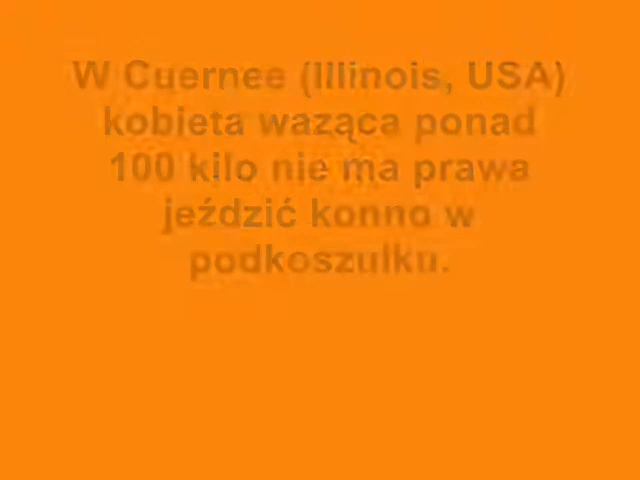 W Cuernee (Illinois, USA)
kobieta ważąca ponad
100 kilo nie ma prawa
jeździć konno w
podkoszulku.